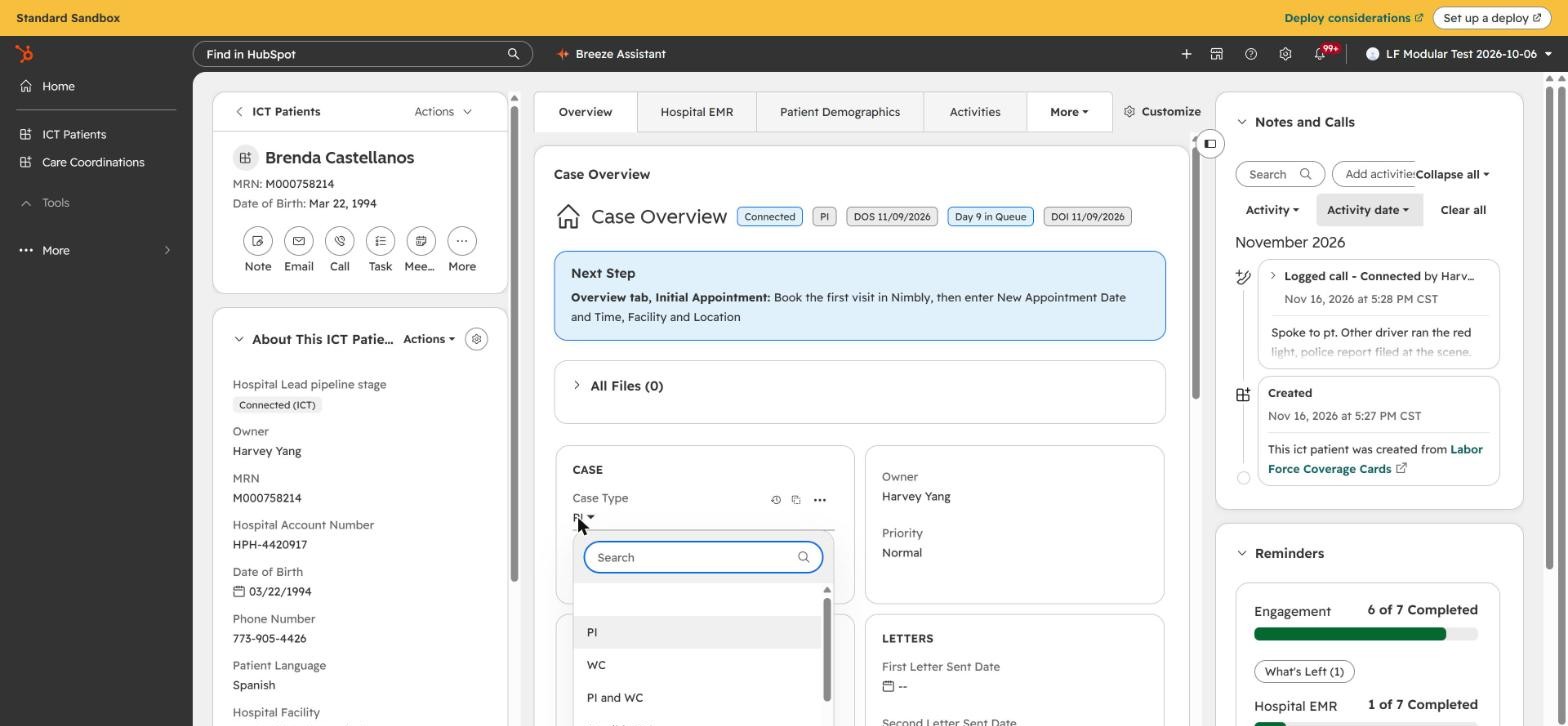 Standard Sandbox
Deploy considerations
Set up a deploy
Find in HubSpot
Breeze Assistant
99+
LF Modular Test 2026-10-06
Home
ICT Patients
Care Coordinations
Tools
More
ICT Patients
Actions
Brenda Castellanos
MRN: M000758214
Date of Birth: Mar 22, 1994
Note
Email
Call
Task
Mee...
More
About This ICT Patie...
Actions
Hospital Lead pipeline stage
Connected (ICT)
Owner
Harvey Yang
MRN
M000758214
Hospital Account Number
HPH-4420917
Date of Birth
03/22/1994
Phone Number
773-905-4426
Patient Language
Spanish
Hospital Facility
Overview
Hospital EMR
Patient Demographics
Activities
More
Customize
Case Overview
Case Overview
Connected
PI
DOS 11/09/2026
Day 9 in Queue
DOI 11/09/2026
Next Step
Overview tab, Initial Appointment: Book the first visit in Nimbly, then enter New Appointment Date
and Time, Facility and Location
All Files (0)
CASE
Case Type
PI
Search
PI
WC
PI and WC
Owner
Harvey Yang
Priority
Normal
LETTERS
First Letter Sent Date
--
Second Letter Sent Date
Notes and Calls
Search
Add activities
Collapse all
Activity
Activity date
Clear all
November 2026
Logged call - Connected by Harv...
Nov 16, 2026 at 5:28 PM CST
Spoke to pt. Other driver ran the red
light, police report filed at the scene.
Created
Nov 16, 2026 at 5:27 PM CST
This ict patient was created from Labor
Force Coverage Cards
Reminders
Engagement
6 of 7 Completed
What's Left (1)
Hospital EMR
1 of 7 Completed